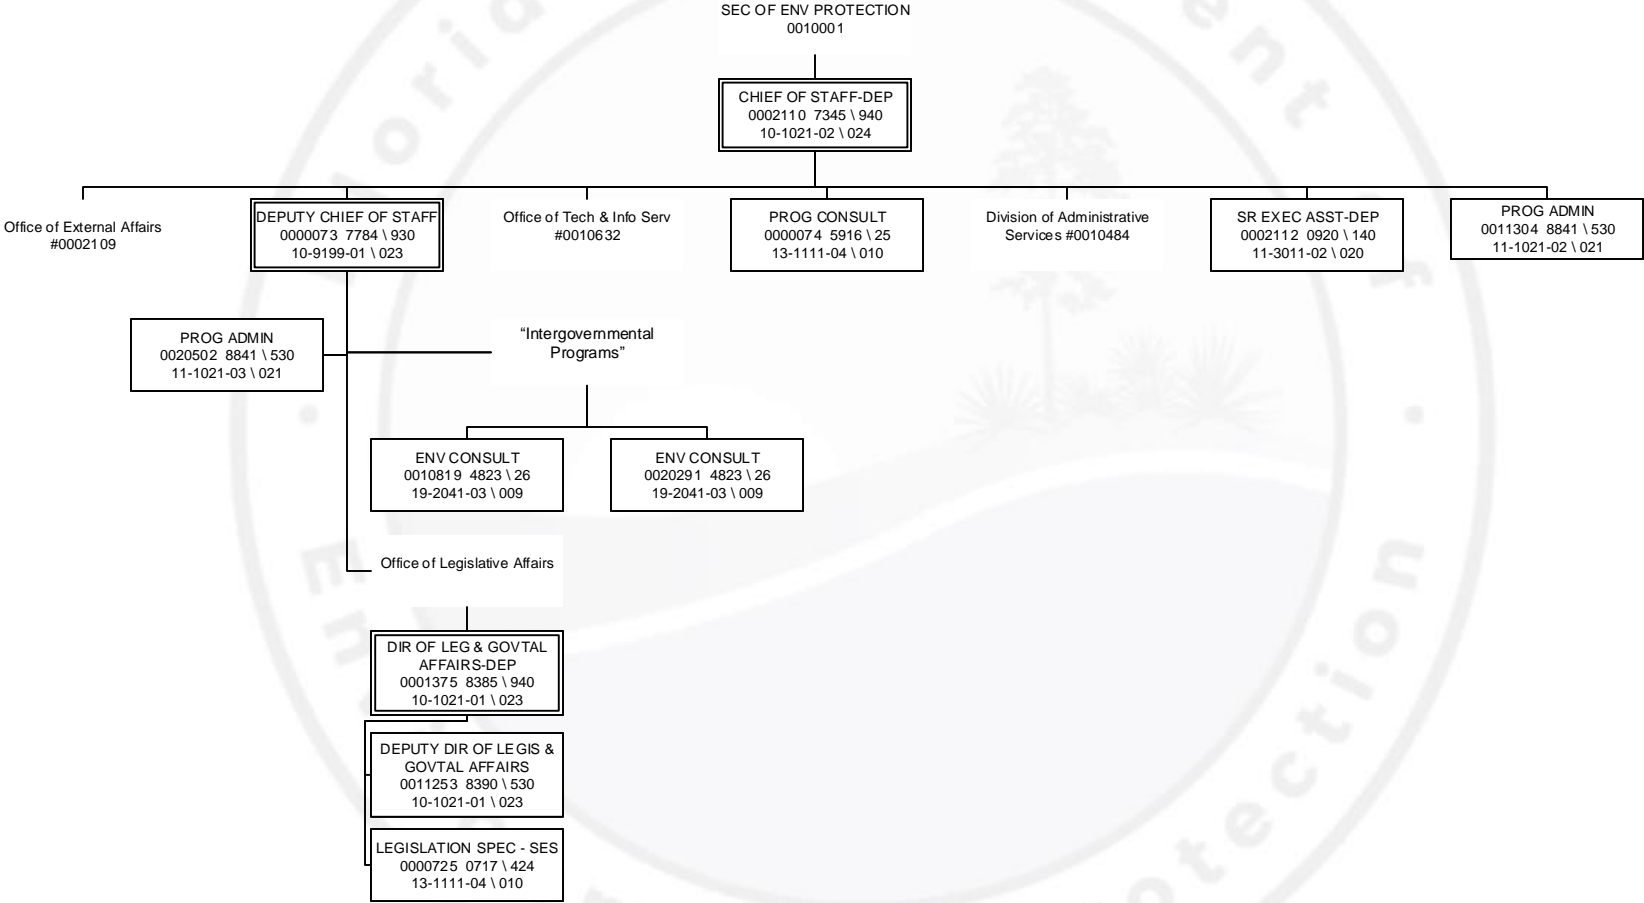 SEC OF ENV PROTECTION
0010001
CHIEF OF STAFF-DEP
0002110 7345 \ 940
10-1021-02 \ 024
Office of External Affairs
#0002109
DEPUTY CHIEF OF STAFF
0000073 7784 \ 930
10-9199-01 \ 023
Office of Tech & Info Serv
#0010632
PROG CONSULT
0000074 5916 \ 25
13-1111-04 \ 010
Division of Administrative
Services #0010484
SR EXEC ASST-DEP
0002112 0920 \ 140
11-3011-02 \ 020
PROG ADMIN
0011304 8841 \ 530
11-1021-02 \ 021
PROG ADMIN
0020502 8841 \ 530
11-1021-03 \ 021
“Intergovernmental
Programs”
ENV CONSULT
0010819 4823 \ 26
19-2041-03 \ 009
ENV CONSULT
0020291 4823 \ 26
19-2041-03 \ 009
Office of Legislative Affairs
DIR OF LEG & GOVTAL
AFFAIRS-DEP
0001375 8385 \ 940
10-1021-01 \ 023
DEPUTY DIR OF LEGIS &
GOVTAL AFFAIRS
0011253 8390 \ 530
10-1021-01 \ 023
LEGISLATION SPEC - SES
0000725 0717 \ 424
13-1111-04 \ 010